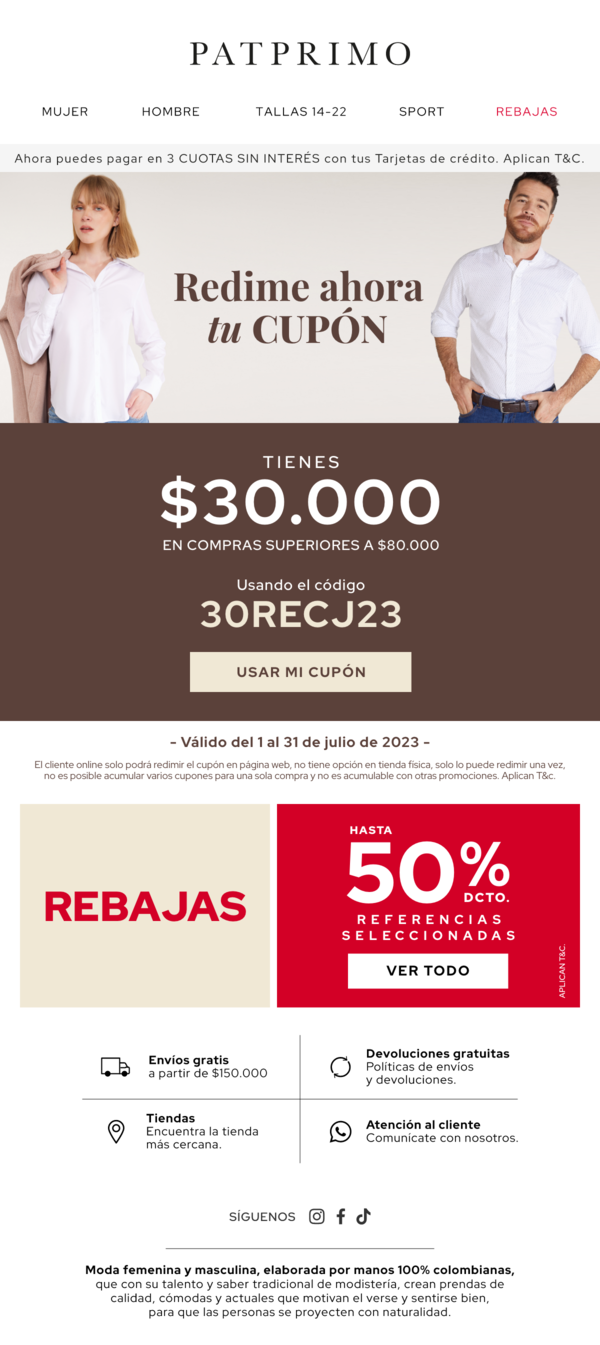 PATPRIMO
MUJER HOMBRE TALLAS 14-22 SPORT REBAJAS
Ahora puedes pagar en 3 CUOTAS SIN INTERÉS con tus Tarjetas de crédito. Aplican T&C.
Redime ahora
tu CUPÓN
TIENES
$30.000
EN COMPRAS SUPERIORES A $80.000
Usando el código
30RECJ23
USAR MI CUPÓN
- Válido del 1 al 31 de julio de 2023 -
El cliente online solo podrá redimir el cupón en página web, no tiene opción en tienda física, solo lo puede redimir una vez,
no es posible acumular varios cupones para una sola compra y no es acumulable con otras promociones. Aplican T&c.
REBAJAS
HASTA
50%
DCTO.
REFERENCIAS
SELECCIONADAS
VER TODO
APLICAN T&C.
Envíos gratis
a partir de $150.000
Devoluciones gratuitas
Políticas de envíos
y devoluciones.
Tiendas
Encuentra la tienda
más cercana.
Atención al cliente
Comunícate con nosotros.
SÍGUENOS
Moda femenina y masculina, elaborada por manos 100% colombianas,
que con su talento y saber tradicional de modistería, crean prendas de
calidad, cómodas y actuales que motivan el verse y sentirse bien,
para que las personas se proyecten con naturalidad.